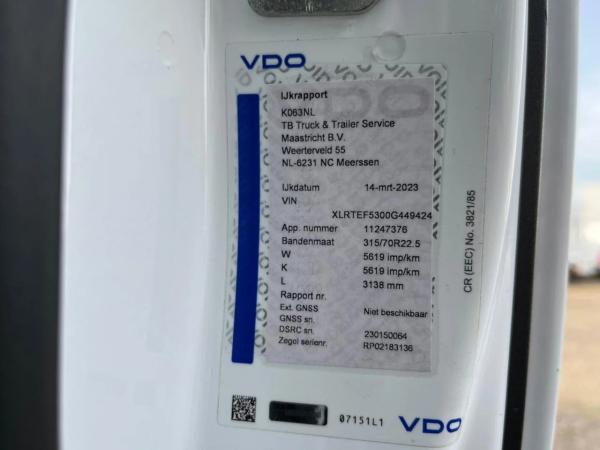 VDO
IJkrapport
K063NL
TB Truck & Trailer Service
Maastricht B.V.
Weerterveld 55
NL-6231 NC Meerssen
IJkdatum 14-mrt-2023
VIN
XLRTEF5300G449424
App. nummer 11247376
Bandenmaat 315/70R22.5
W 5619 imp/km
K 5619 imp/km
L 3138 mm
Rapport nr.
Ext. GNSS Niet beschikbaar
GNSS sn.
DSRC sn. 230150064
Zegel serienr. RP02183136
CR (EEC) No. 3821/85
07151L1
VDO